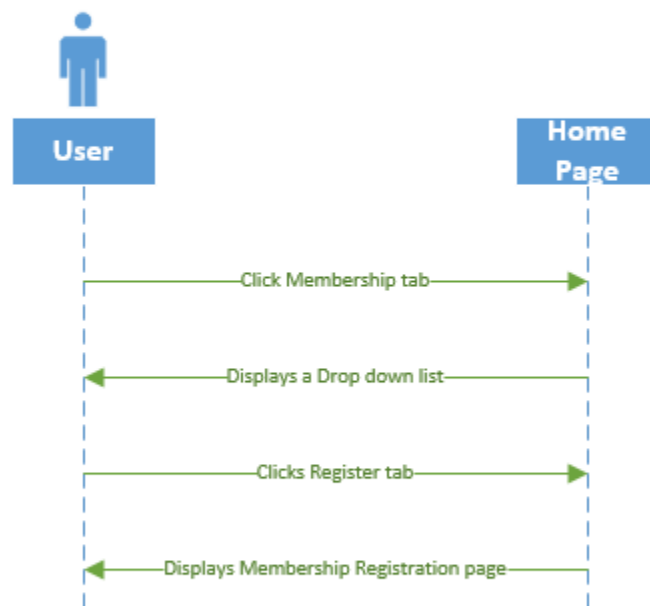 User
Home
Page
Click Membership tab
Displays a Drop down list
Clicks Register tab
Displays Membership Registration page